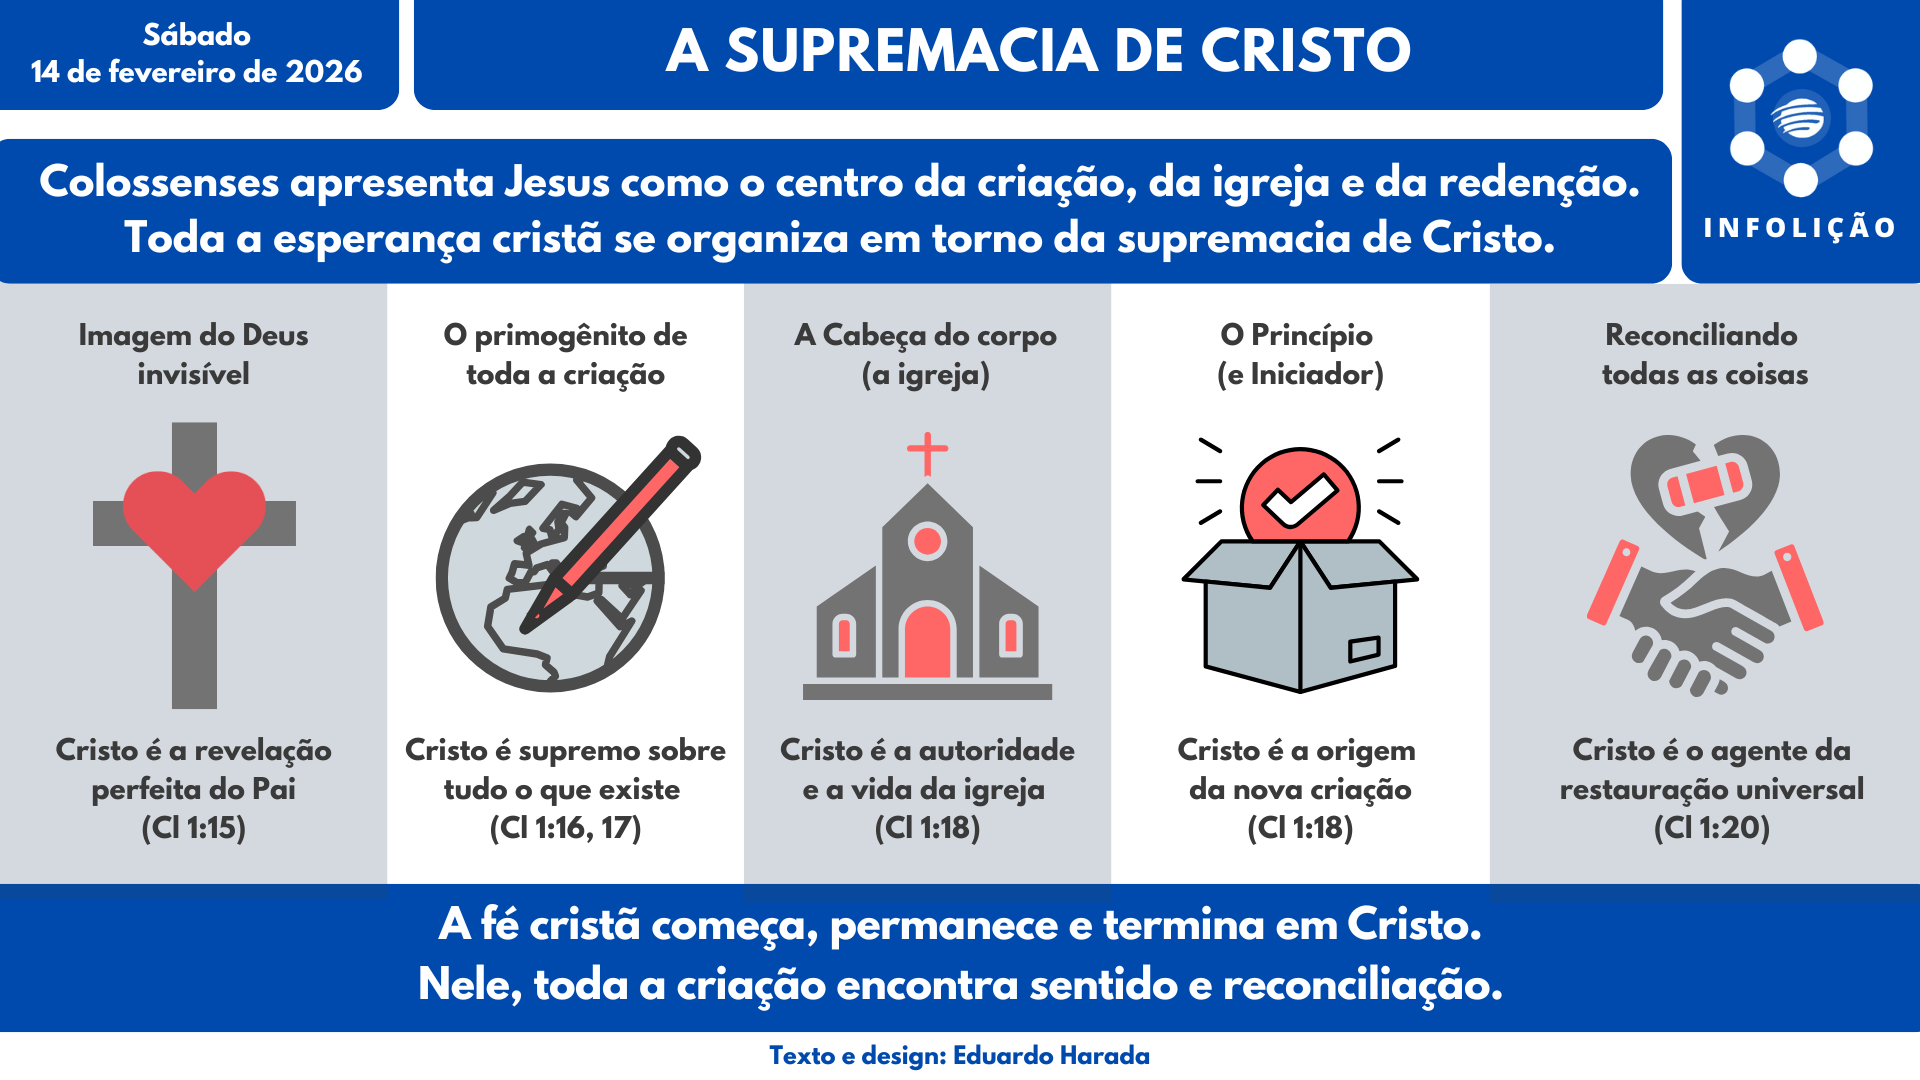 Sábado
14 de fevereiro de 2026
A SUPREMACIA DE CRISTO
INFOLIÇÃO
Colossenses apresenta Jesus como o centro da criação, da igreja e da redenção.
Toda a esperança cristã se organiza em torno da supremacia de Cristo.
Imagem do Deus
invisível
Cristo é a revelação
perfeita do Pai
(Cl 1:15)
O primogênito de
toda a criação
Cristo é supremo sobre
tudo o que existe
(Cl 1:16, 17)
A Cabeça do corpo
(a igreja)
Cristo é a autoridade
e a vida da igreja
(Cl 1:18)
O Princípio
(e Iniciador)
Cristo é a origem
da nova criação
(Cl 1:18)
Reconciliando
todas as coisas
Cristo é o agente da
restauração universal
(Cl 1:20)
A fé cristã começa, permanece e termina em Cristo.
Nele, toda a criação encontra sentido e reconciliação.
Texto e design: Eduardo Harada